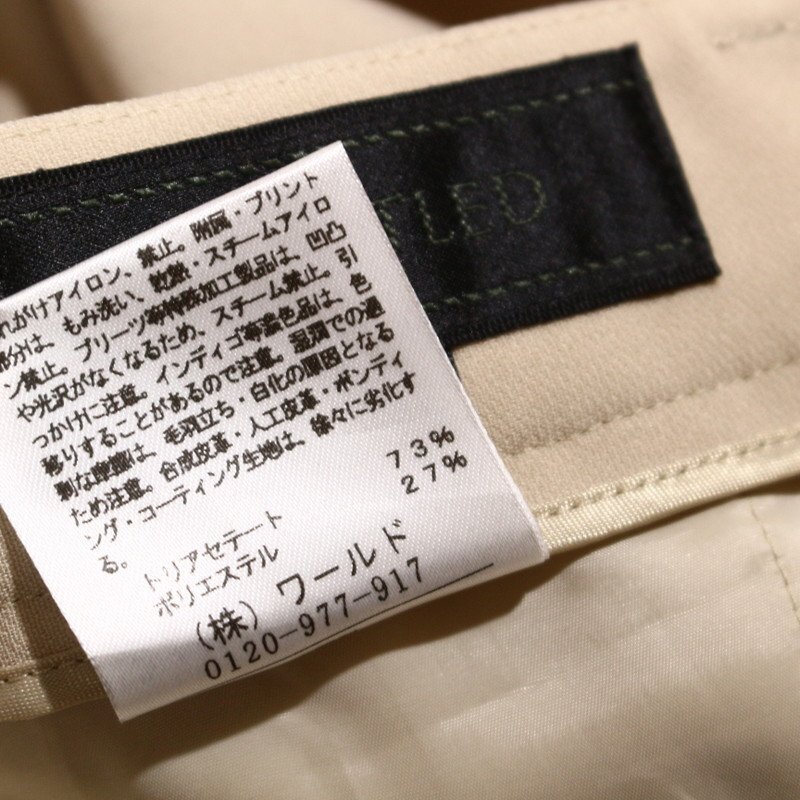 TLED
れがけアイロン、禁止。附属・プリント
部分は、もみ洗い、乾熱・スチームアイロ
ン禁止。プリーツ等特殊加工製品は、凹凸
や光沢がなくなるため、スチーム禁止。引
っかけに注意。インディゴ等濃色品は、色
移りすることがあるので注意。湿潤での過
剰な摩擦は、毛羽立ち・白化の原因となる
ため注意。合成皮革・人工皮革・ボンディ
ング・コーティング生地は、徐々に劣化す
る。
トリアセテート 73%
ポリエステル 27%
(株) ワールド
0120-977-917